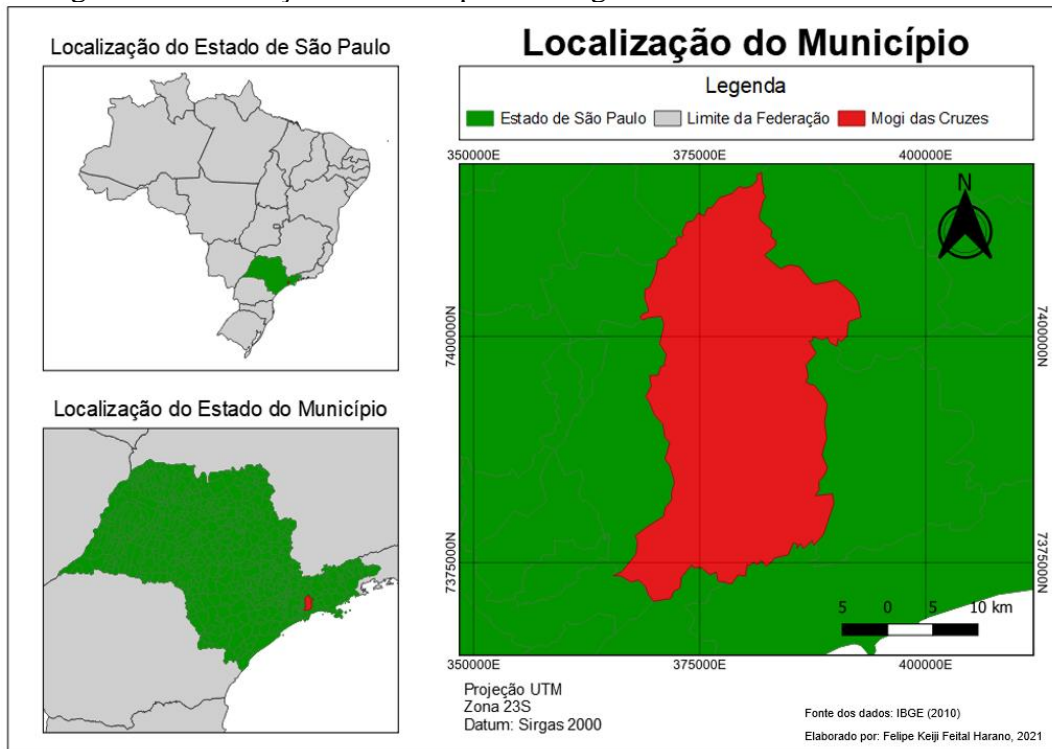 Localização do Estado de São Paulo
Localização do Município
Legenda
Estado de São Paulo Limite da Federação Mogi das Cruzes
350000E 375000E 400000E
N
7400000N 7400000N
Localização do Estado do Município
7375000N 7375000N
5 0 5 10 km
350000E 375000E 400000E
Projeção UTM
Zona 23S
Datum: Sirgas 2000
Fonte dos dados: IBGE (2010)
Elaborado por: Felipe Keiji Feital Harano, 2021